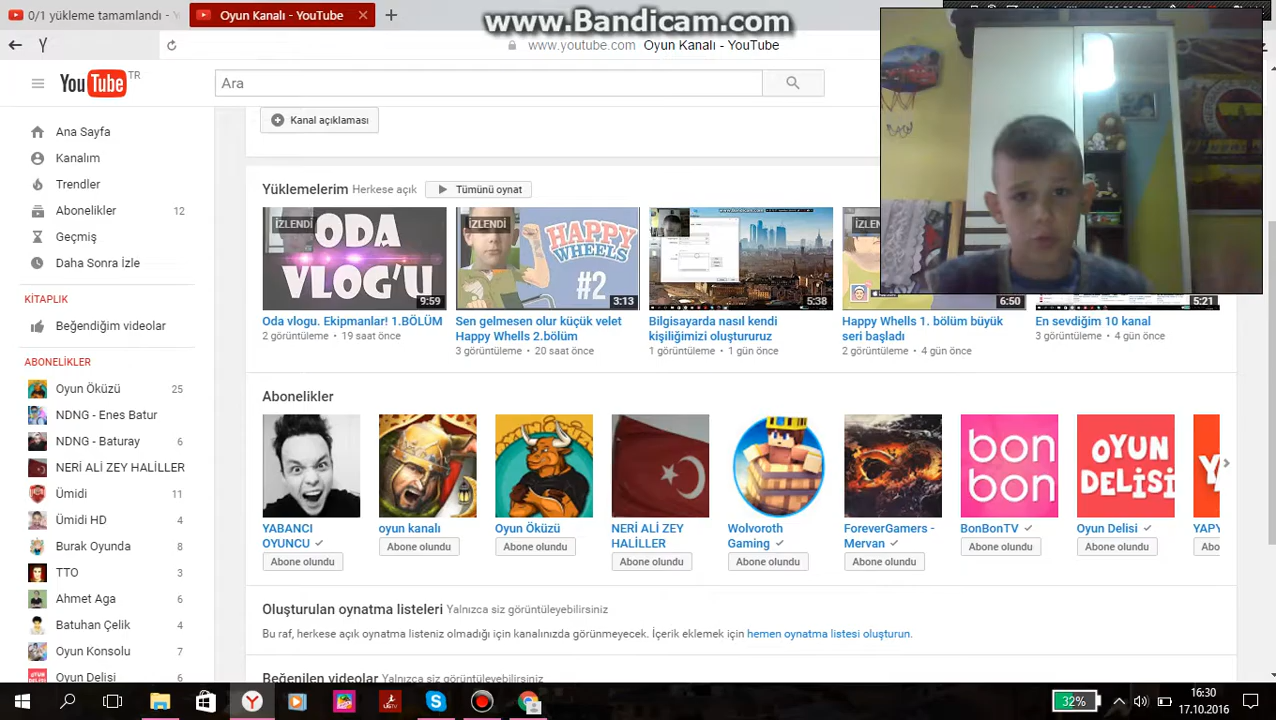 0/1 yükleme tamamlandı - Y
Oyun Kanalı - YouTube
www.Bandicam.com
Y
www.youtube.com Oyun Kanalı - YouTube
YouTube TR
Ara
Ana Sayfa
Kanalım
Trendler
Abonelikler 12
Geçmiş
Daha Sonra İzle
KİTAPLIK
Beğendiğim videolar
ABONELİKLER
Oyun Öküzü 25
NDNG - Enes Batur
NDNG - Baturay 6
NERİ ALİ ZEY HALİLLER
Ümidi 11
Ümidi HD 4
Burak Oyunda 8
TTO 3
Ahmet Aga 6
Batuhan Çelik 4
Oyun Konsolu 7
Oyun Delisi 6
Kanal açıklaması
Yüklemelerim Herkese açık Tümünü oynat
İZLENDİ
ODA
VLOG'U
9:59
Oda vlogu. Ekipmanlar 1.BÖLÜM
2 görüntüleme • 19 saat önce
İZLENDİ
HAPPY
WHEELS
#2
3:13
Sen gelmesen olur küçük velet
Happy Whells 2.bölüm
3 görüntüleme • 20 saat önce
5:38
Bilgisayarda nasıl kendi
kişiliğimizi oluştururuz
1 görüntüleme • 1 gün önce
İZLENDİ
6:50
Happy Whells 1. bölüm büyük
seri başladı
2 görüntüleme • 4 gün önce
5:21
En sevdiğim 10 kanal
3 görüntüleme • 4 gün önce
Abonelikler
YABANCI
OYUNCU
Abone olundu
oyun kanalı
Abone olundu
Oyun Öküzü
Abone olundu
NERİ ALİ ZEY
HALİLLER
Abone olundu
Wolvoroth
Gaming
Abone olundu
ForeverGamers -
Mervan
Abone olundu
bon
bon
BonBonTV
Abone olundu
OYUN
DELİSİ
Oyun Delisi
Abone olundu
YAPY
Abo
Oluşturulan oynatma listeleri Yalnızca siz görüntüleyebilirsiniz
Bu raf, herkese açık oynatma listeniz olmadığı için kanalınızda görünmeyecek. İçerik eklemek için hemen oynatma listesi oluşturun.
Beğenilen videolar Yalnızca siz görüntüleyebilirsiniz
32%
16:30
17.10.2016